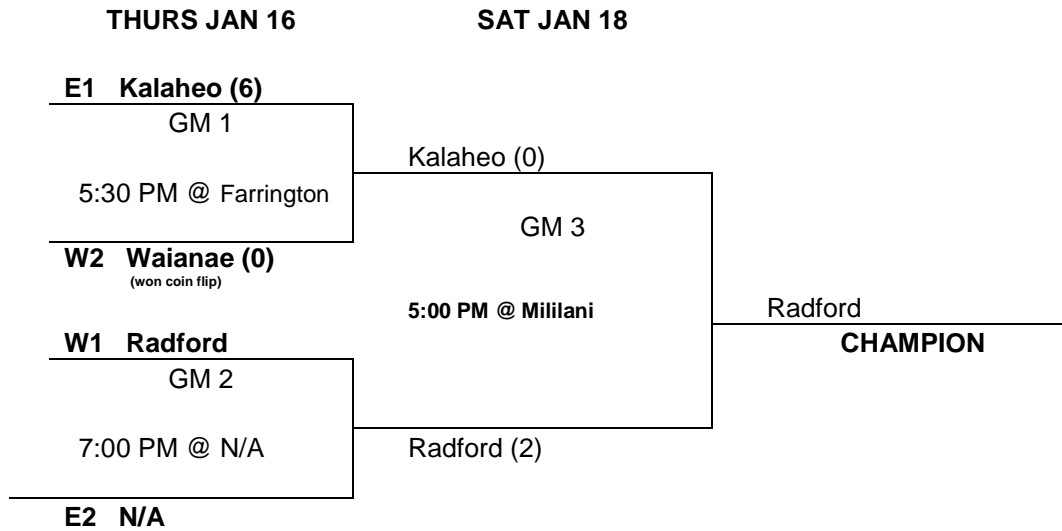 THURS JAN 16
SAT JAN 18
E1 Kalaheo (6)
GM 1
5:30 PM @ Farrington
W2 Waianae (0)
(won coin flip)
W1 Radford
GM 2
7:00 PM @ N/A
E2 N/A
Kalaheo (0)
GM 3
5:00 PM @ Mililani
Radford (2)
Radford
CHAMPION